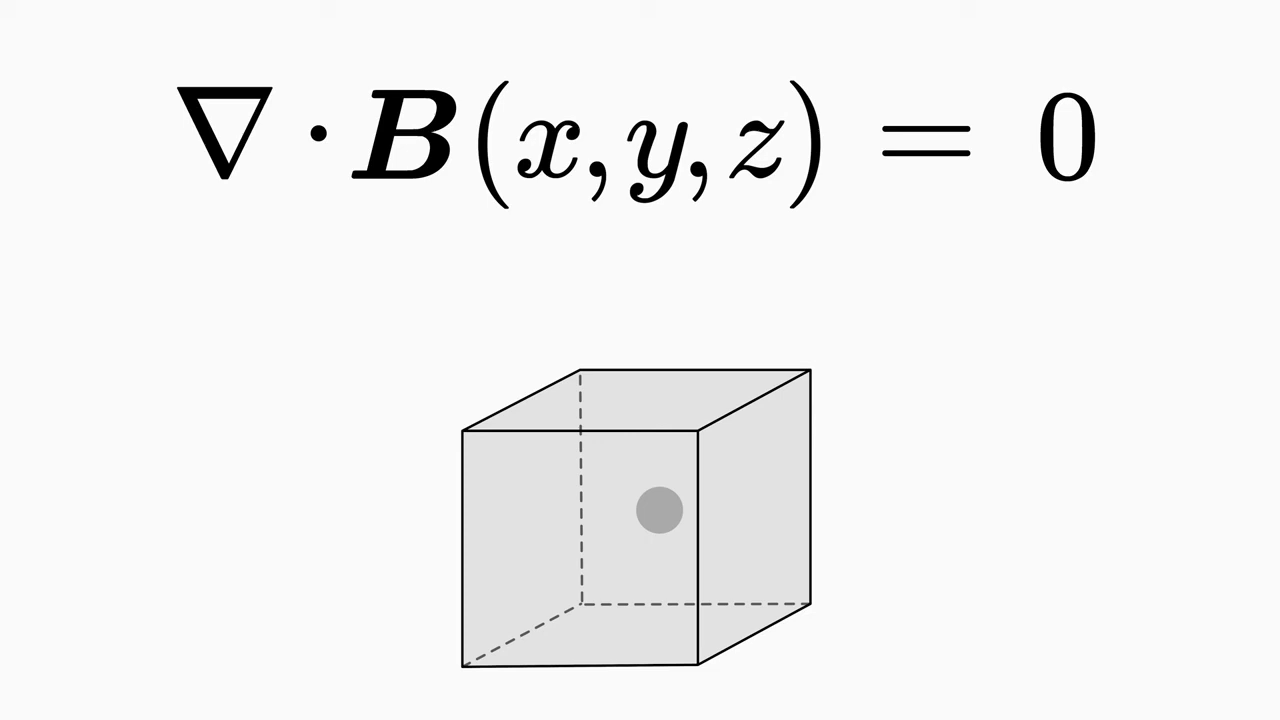 ∇ · B(x, y, z) = 0